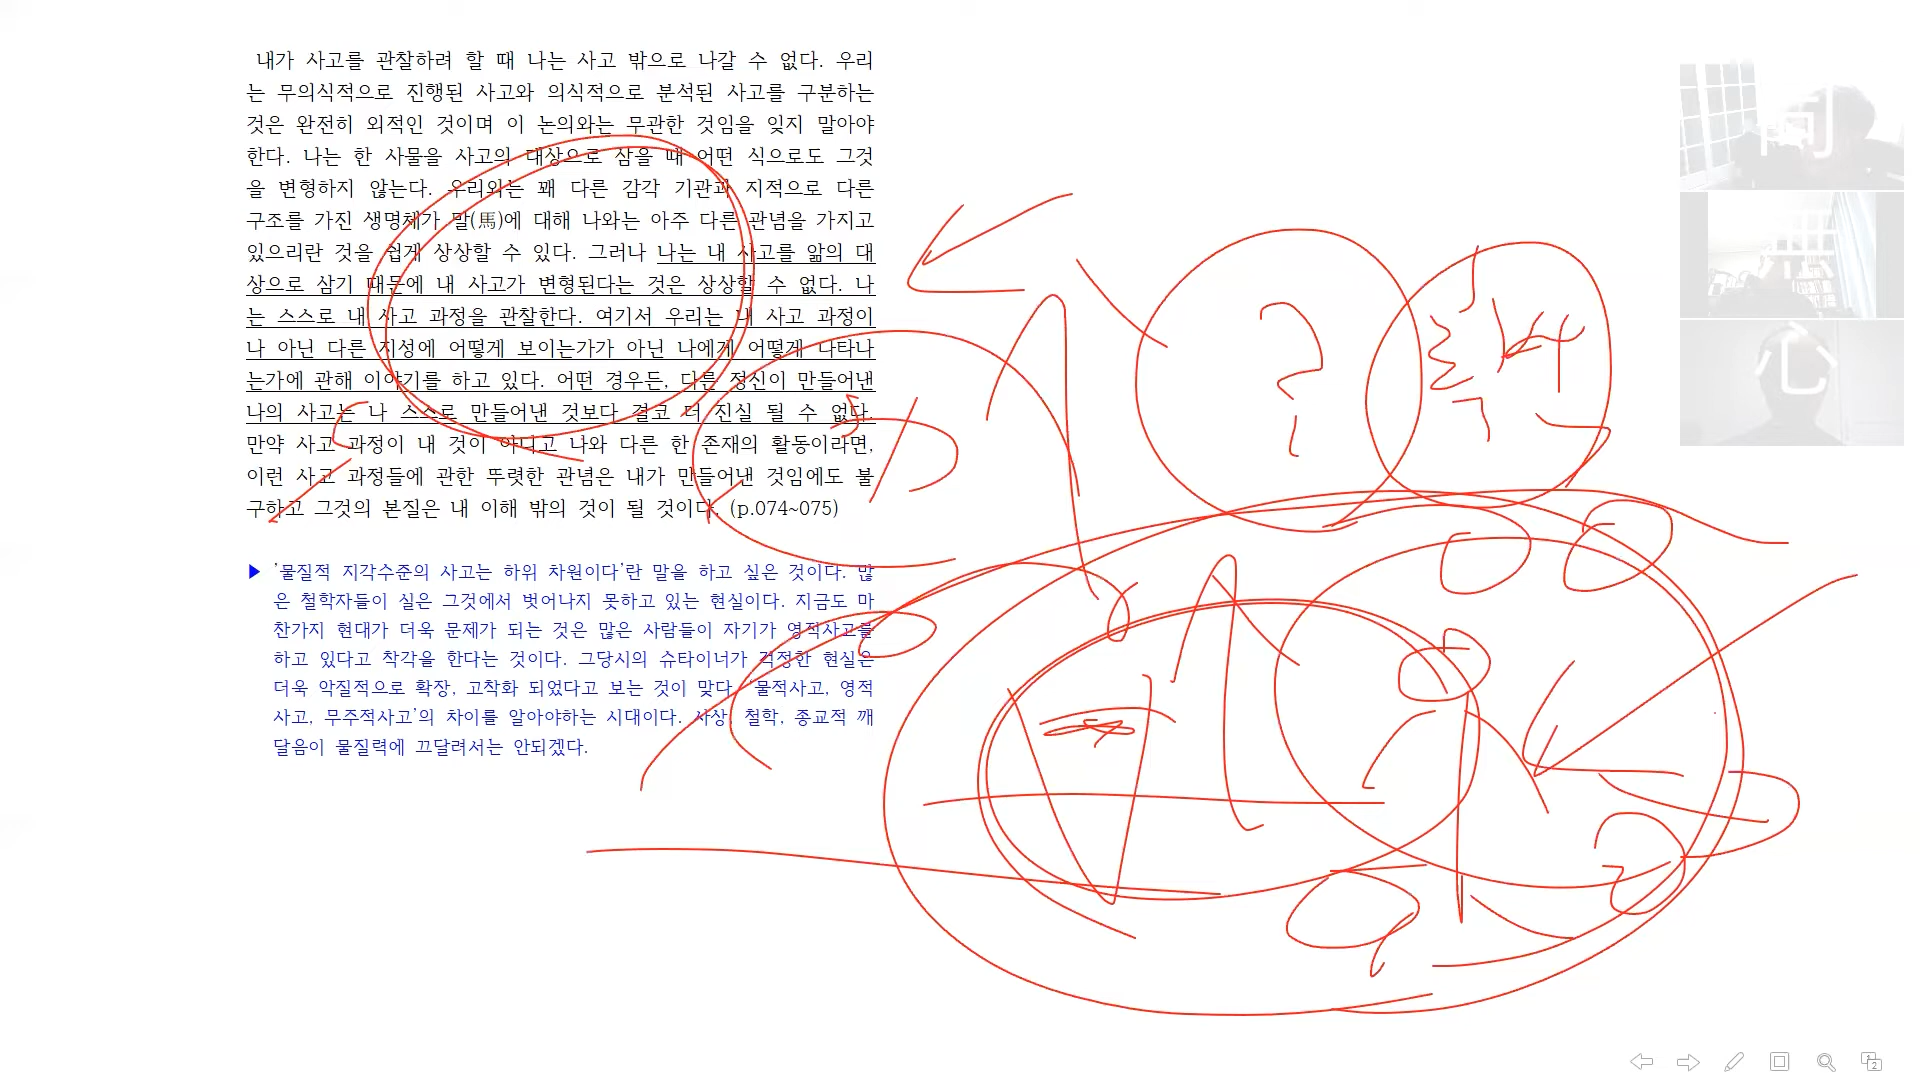 내가 사고를 관찰하려 할 때 나는 사고 밖으로 나갈 수 없다. 우리
는 무의식적으로 진행된 사고와 의식적으로 분석된 사고를 구분하는
것은 완전히 외적인 것이며 이 논의와는 무관한 것임을 잊지 말아야
한다. 나는 한 사물을 사고의 대상으로 삼을 때 어떤 식으로도 그것
을 변형하지 않는다. 우리와는 꽤 다른 감각 기관과 지적으로 다른
구조를 가진 생명체가 말(馬)에 대해 나와는 아주 다른 관념을 가지고
있으리란 것을 쉽게 상상할 수 있다. 그러나 나는 내 사고를 앎의 대
상으로 삼기 때문에 내 사고가 변형된다는 것은 상상할 수 없다. 나
는 스스로 내 사고 과정을 관찰한다. 여기서 우리는 내 사고 과정이
나 아닌 다른 지성에 어떻게 보이는가가 아닌 나에게 어떻게 나타나
는가에 관해 이야기를 하고 있다. 어떤 경우든, 다른 정신이 만들어낸
나의 사고는 나 스스로 만들어낸 것보다 결코 더 진실 될 수 없다.
만약 사고 과정이 내 것이 아니고 나와 다른 한 존재의 활동이라면,
이런 사고 과정들에 관한 뚜렷한 관념은 내가 만들어낸 것임에도 불
구하고 그것의 본질은 내 이해 밖의 것이 될 것이다. (p.074~075)
▶ '물질적 지각수준의 사고는 하위 차원이다'란 말을 하고 싶은 것이다. 많
은 철학자들이 실은 그것에서 벗어나지 못하고 있는 현실이다. 지금도 마
찬가지 현대가 더욱 문제가 되는 것은 많은 사람들이 자기가 영적사고를
하고 있다고 착각을 한다는 것이다. 그당시의 슈타이너가 걱정한 현실은
더욱 악질적으로 확장, 고착화 되었다고 보는 것이 맞다. '물적사고, 영적
사고, 무주적사고'의 차이를 알아야하는 시대이다. 사상, 철학, 종교적 깨
달음이 물질력에 끄달려서는 안되겠다.
心